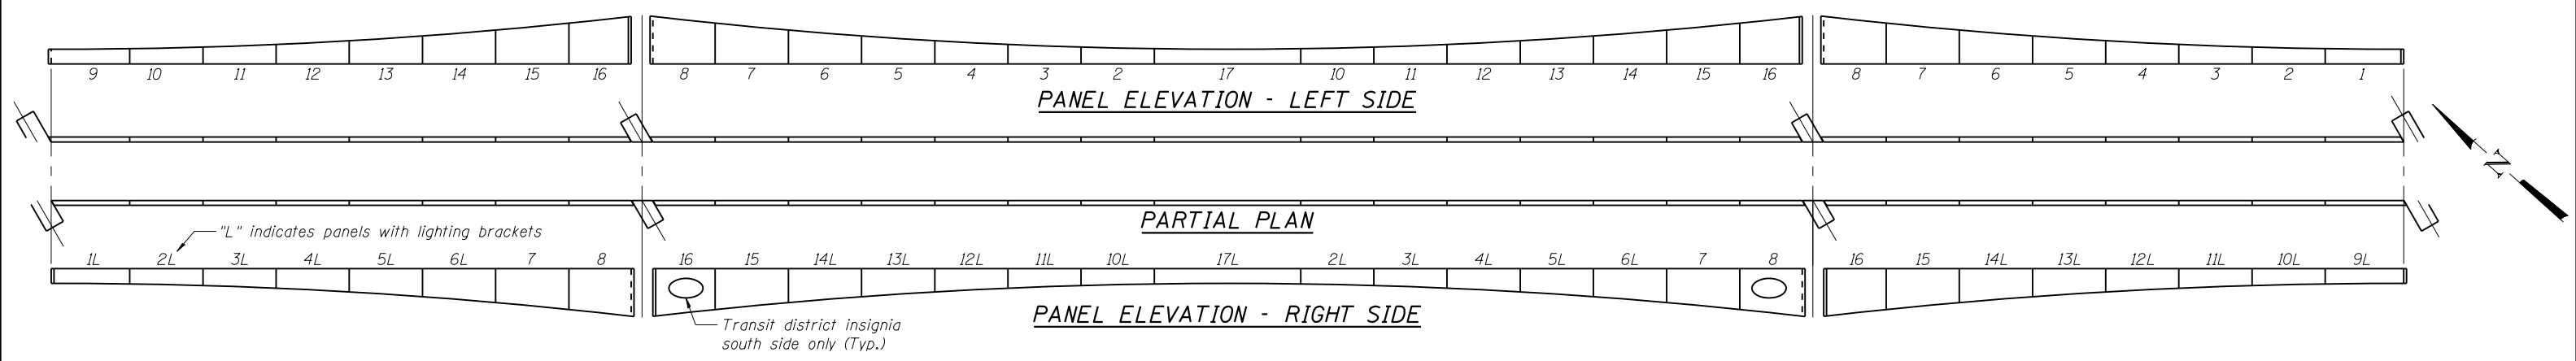 9 10 11 12 13 14 15 16 8 7 6 5 4 3 2 17 10 11 12 13 14 15 16 8 7 6 5 4 3 2 1
PANEL ELEVATION - LEFT SIDE
N
PARTIAL PLAN
"L" indicates panels with lighting brackets
1L 2L 3L 4L 5L 6L 7 8 16 15 14L 13L 12L 11L 10L 17L 2L 3L 4L 5L 6L 7 8 16 15 14L 13L 12L 11L 10L 9L
PANEL ELEVATION - RIGHT SIDE
Transit district insignia
south side only (Typ.)